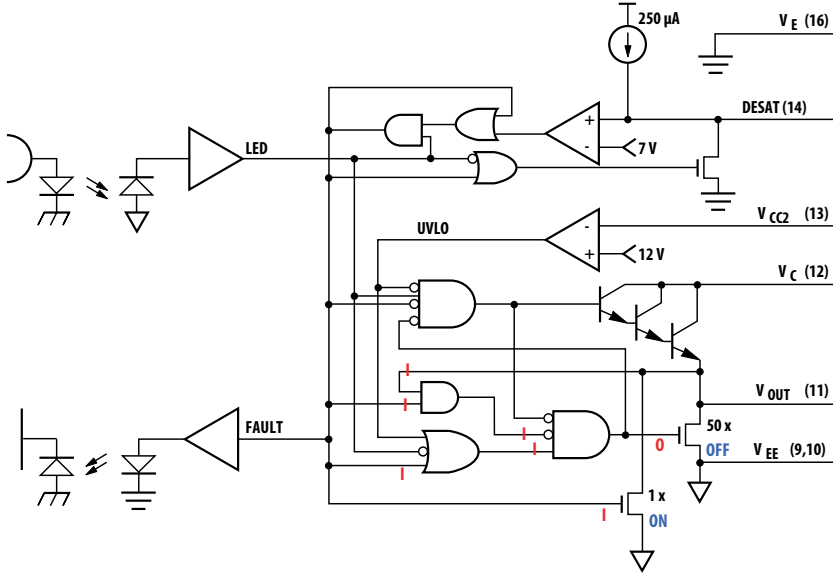 250 µA
V E (16)
DESAT (14)
+
-
7 V
LED
V CC2 (13)
UVLO
-
+
12 V
V C (12)
I
I
V OUT (11)
50 x
FAULT
I
I
O
OFF
V EE (9,10)
I
1 x
I
ON